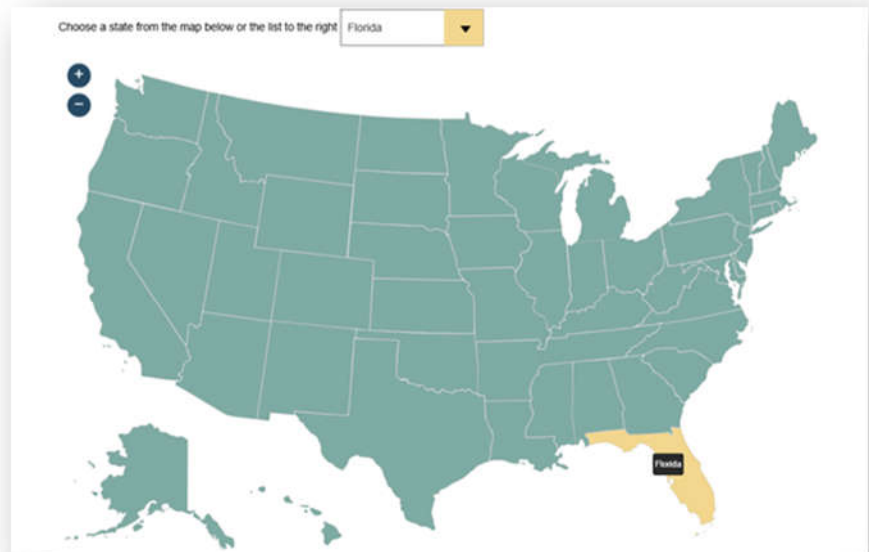 Choose a state from the map below or the list to the right Florida
+
−
Florida